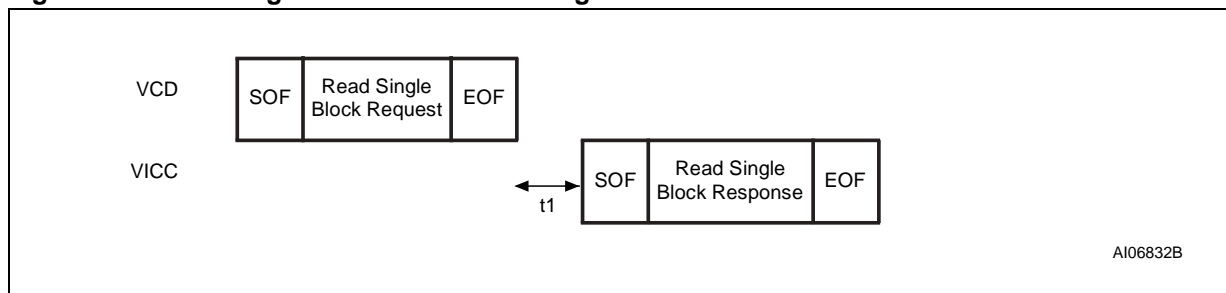 VCD
SOF
Read Single
Block Request
EOF
VICC
t1
SOF
Read Single
Block Response
EOF
AI06832B